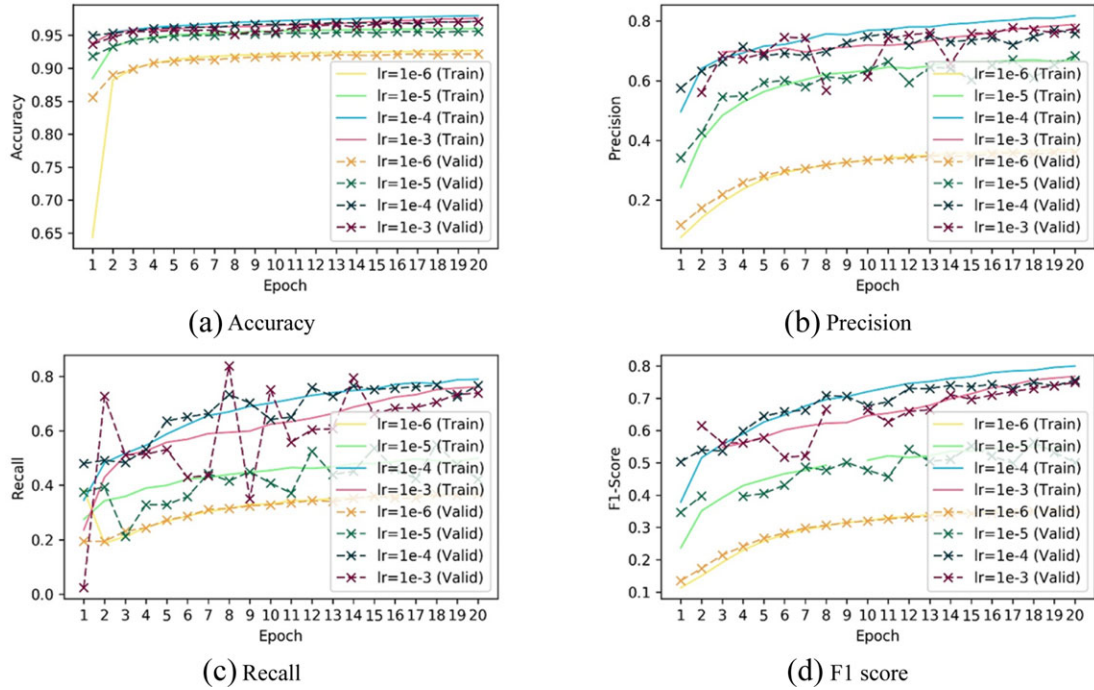 0.95
0.90
0.85
0.80
0.75
0.70
0.65
Accuracy
lr=1e-6 (Train)
lr=1e-5 (Train)
lr=1e-4 (Train)
lr=1e-3 (Train)
lr=1e-6 (Valid)
lr=1e-5 (Valid)
lr=1e-4 (Valid)
lr=1e-3 (Valid)
1 2 3 4 5 6 7 8 9 10 11 12 13 14 15 16 17 18 19 20
Epoch
(a) Accuracy
0.8
0.6
0.4
0.2
Precision
lr=1e-6 (Train)
lr=1e-5 (Train)
lr=1e-4 (Train)
lr=1e-3 (Train)
lr=1e-6 (Valid)
lr=1e-5 (Valid)
lr=1e-4 (Valid)
lr=1e-3 (Valid)
1 2 3 4 5 6 7 8 9 10 11 12 13 14 15 16 17 18 19 20
Epoch
(b) Precision
0.8
0.6
0.4
0.2
0.0
Recall
lr=1e-6 (Train)
lr=1e-5 (Train)
lr=1e-4 (Train)
lr=1e-3 (Train)
lr=1e-6 (Valid)
lr=1e-5 (Valid)
lr=1e-4 (Valid)
lr=1e-3 (Valid)
1 2 3 4 5 6 7 8 9 10 11 12 13 14 15 16 17 18 19 20
Epoch
(c) Recall
0.8
0.7
0.6
0.5
0.4
0.3
0.2
0.1
F1-Score
lr=1e-6 (Train)
lr=1e-5 (Train)
lr=1e-4 (Train)
lr=1e-3 (Train)
lr=1e-6 (Valid)
lr=1e-5 (Valid)
lr=1e-4 (Valid)
lr=1e-3 (Valid)
1 2 3 4 5 6 7 8 9 10 11 12 13 14 15 16 17 18 19 20
Epoch
(d) F1 score